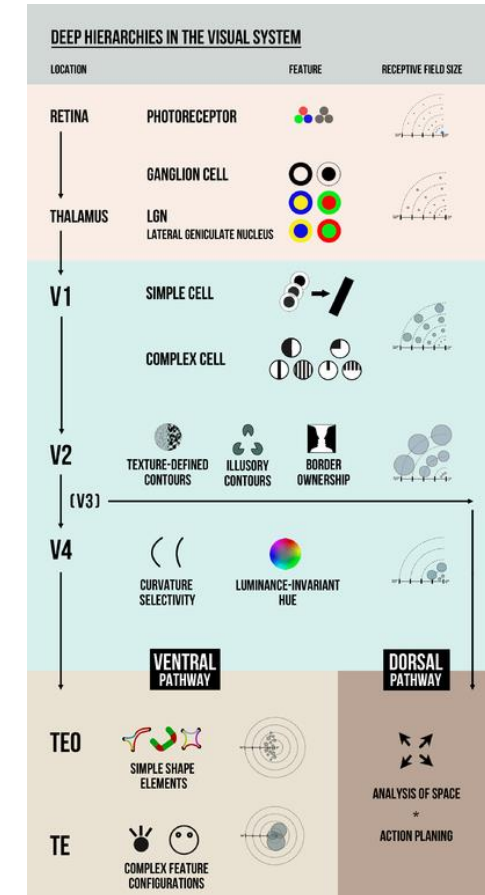 DEEP HIERARCHIES IN THE VISUAL SYSTEM
LOCATION FEATURE RECEPTIVE FIELD SIZE
RETINA PHOTORECEPTOR
GANGLION CELL
THALAMUS LGN
LATERAL GENICULATE NUCLEUS
V1 SIMPLE CELL
COMPLEX CELL
V2 TEXTURE-DEFINED CONTOURS ILLUSORY CONTOURS BORDER OWNERSHIP
(V3)
V4
CURVATURE SELECTIVITY LUMINANCE-INVARIANT HUE
VENTRAL PATHWAY
DORSAL PATHWAY
TEO
SIMPLE SHAPE ELEMENTS
ANALYSIS OF SPACE
*
ACTION PLANING
TE
COMPLEX FEATURE CONFIGURATIONS